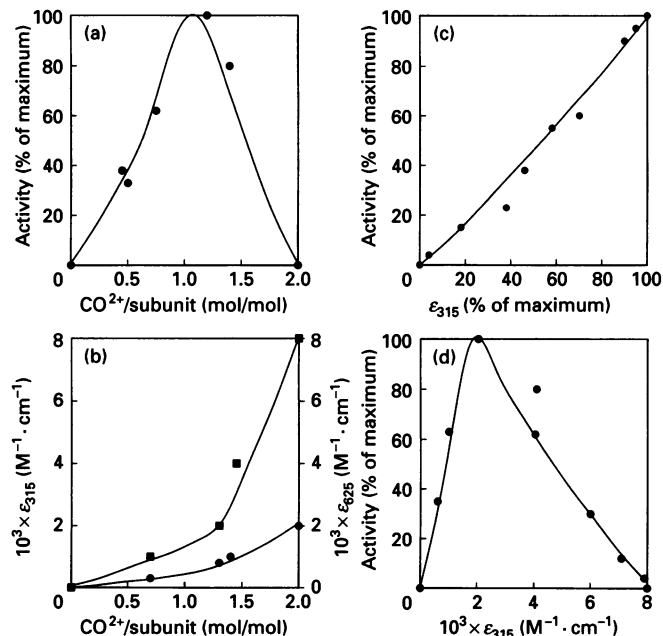 (a)
Activity (% of maximum)
100
80
60
40
20
0
0.5 1.0 1.5 2.0
CO²⁺/subunit (mol/mol)
(c)
Activity (% of maximum)
100
80
60
40
20
0 20 40 60 80 100
ε₃₁₅ (% of maximum)
(b)
10³ × ε₃₁₅ (M⁻¹ · cm⁻¹)
8
6
4
2
0
0.5 1.0 1.5 2.0
CO²⁺/subunit (mol/mol)
8
6
4
2
0
10³ × ε₆₂₅ (M⁻¹ · cm⁻¹)
(d)
Activity (% of maximum)
100
80
60
40
20
0 2 4 6 8
10³ × ε₃₁₅ (M⁻¹ · cm⁻¹)